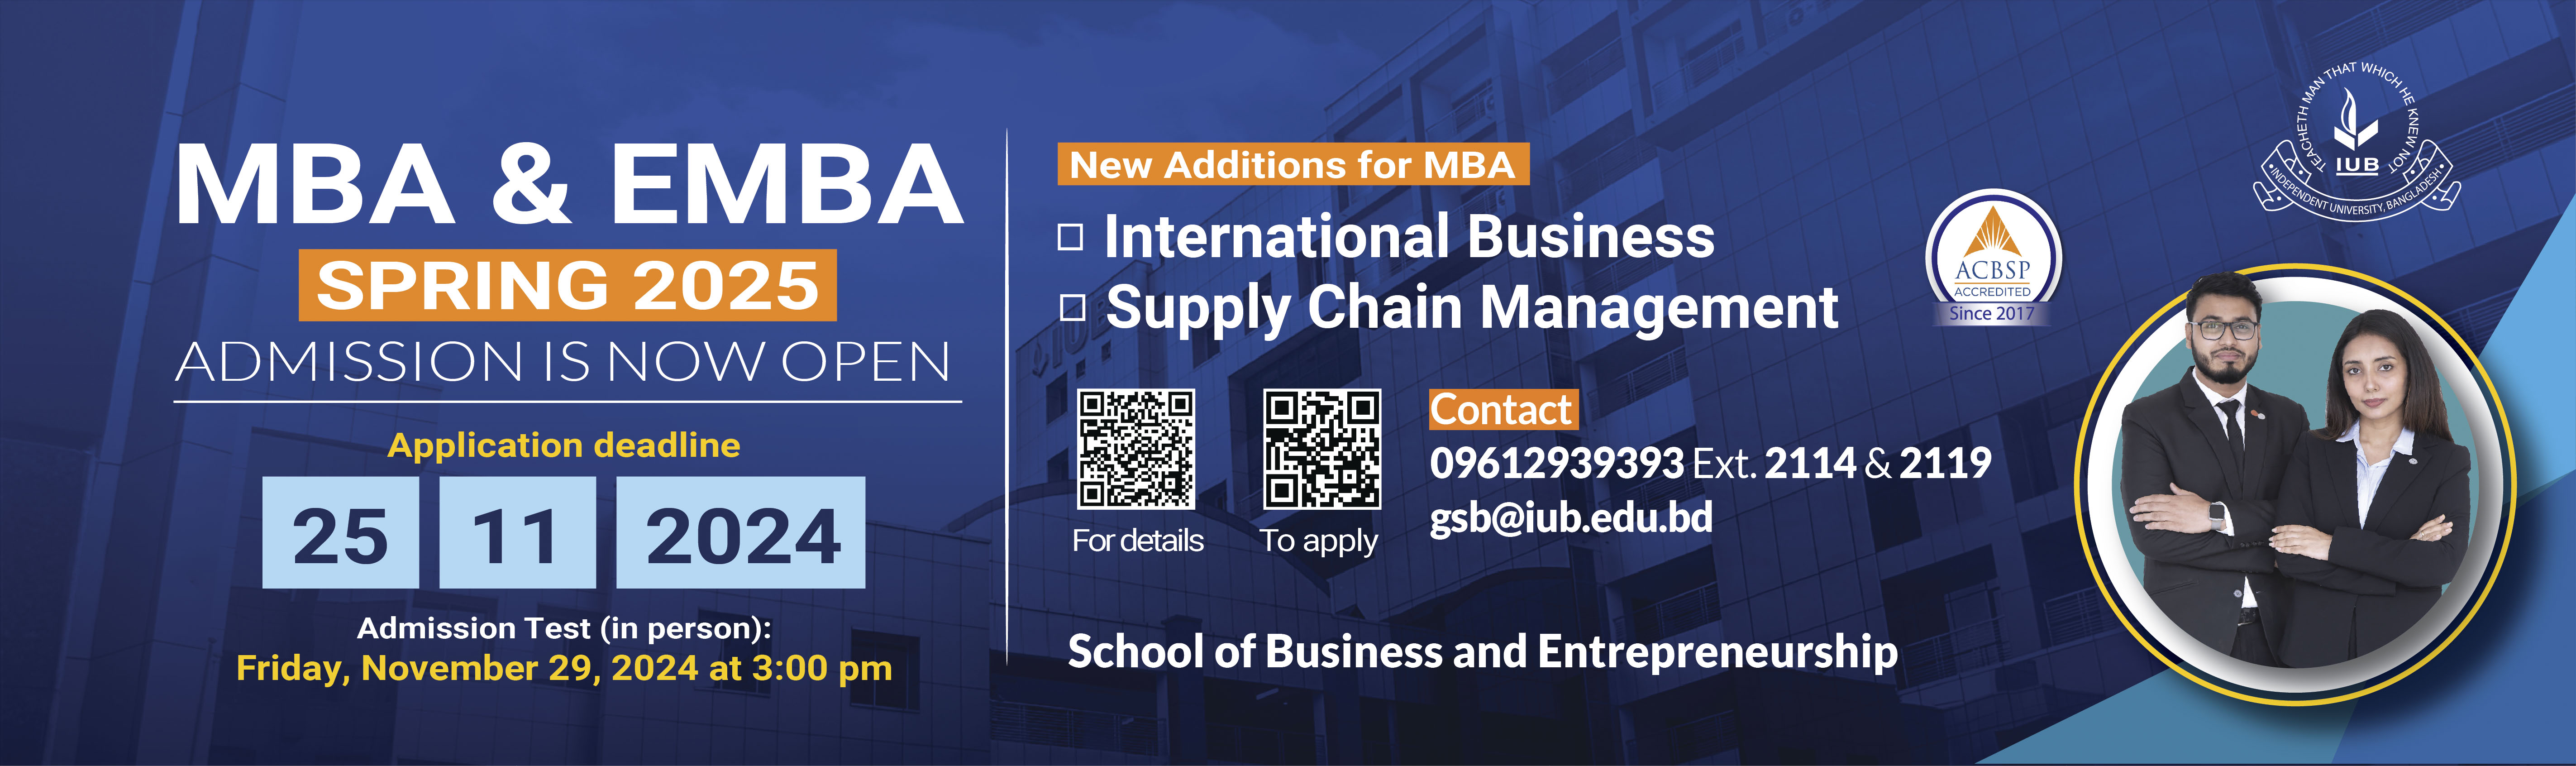 MBA & EMBA
SPRING 2025
ADMISSION IS NOW OPEN
Application deadline
25 11 2024
Admission Test (in person):
Friday, November 29, 2024 at 3:00 pm
New Additions for MBA
International Business
Supply Chain Management
For details
To apply
Contact
09612939393 Ext. 2114 & 2119
gsb@iub.edu.bd
School of Business and Entrepreneurship
ACBSP
ACCREDITED
Since 2017
TEACHETH MAN THAT WHICH HE KNEW NOT
IUB
INDEPENDENT UNIVERSITY, BANGLADESH
IUB